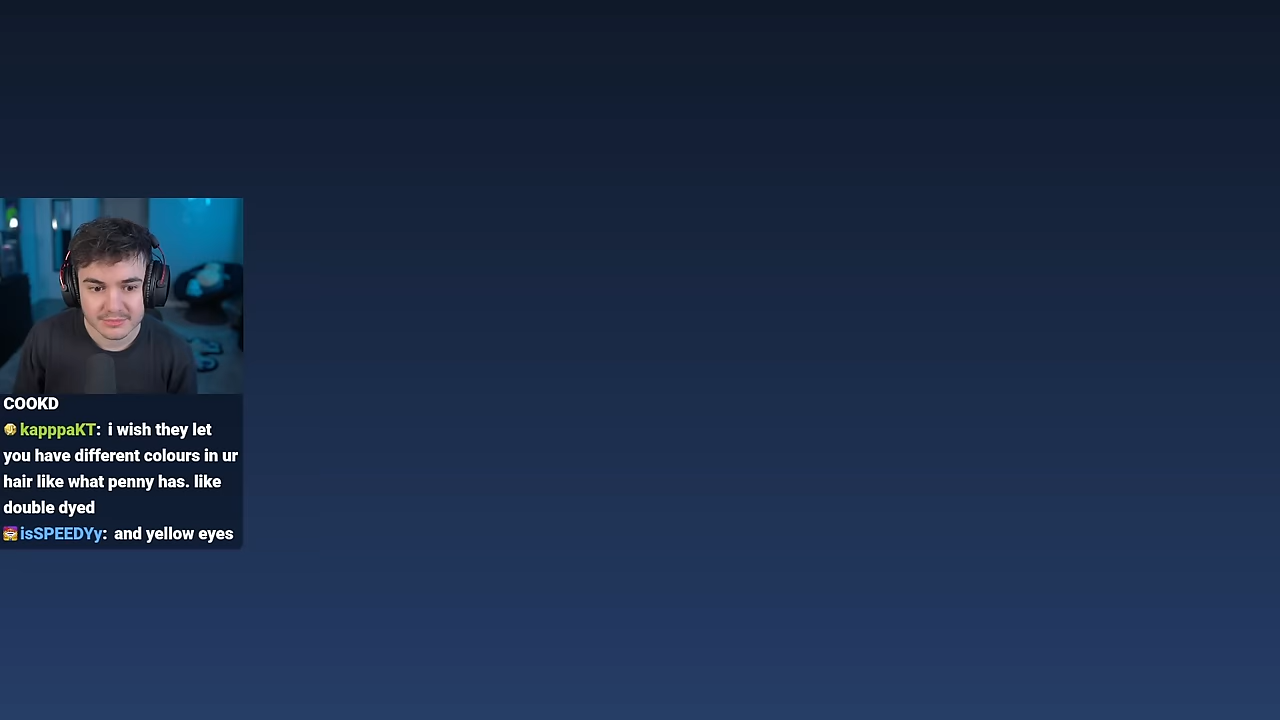 COOKD
kapppaKT: i wish they let
you have different colours in ur
hair like what penny has. like
double dyed
isSPEEDYy: and yellow eyes